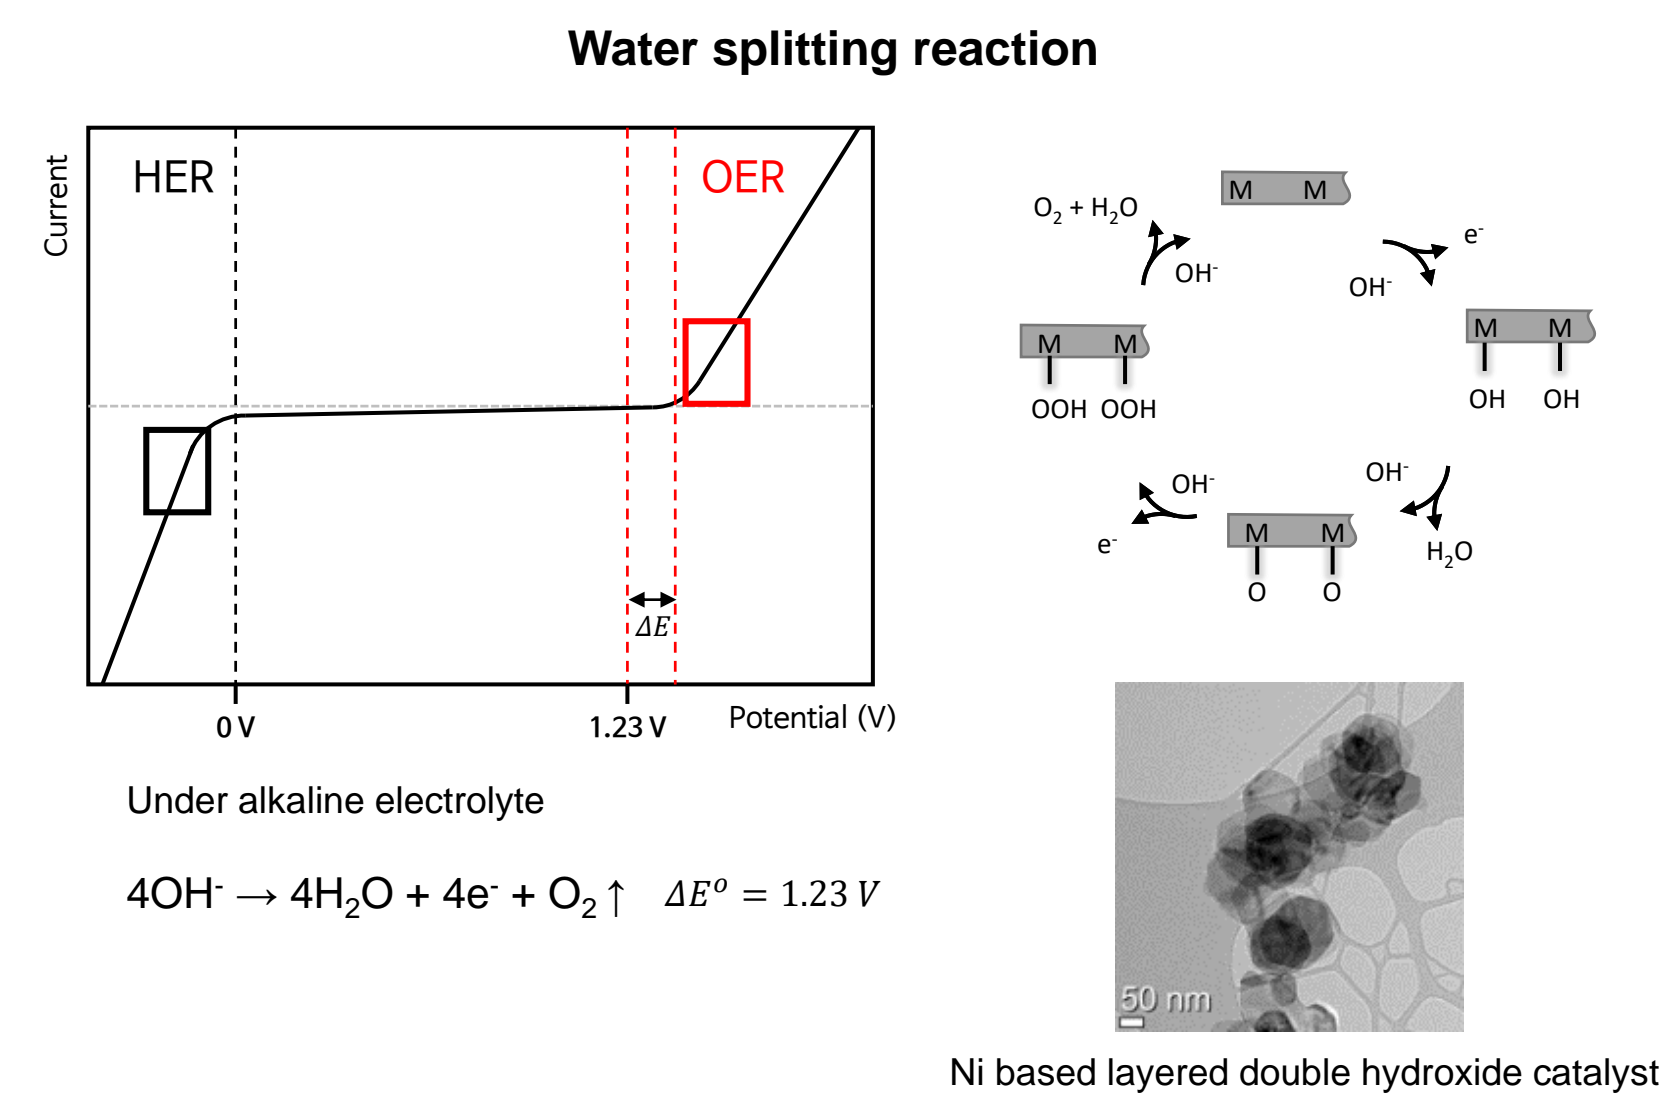 Water splitting reaction
HER
OER
Current
ΔE
0 V
1.23 V
Potential (V)
Under alkaline electrolyte
4OH⁻ → 4H₂O + 4e⁻ + O₂ ↑ ΔE° = 1.23 V
M M
O₂ + H₂O
OH⁻
e⁻
OH⁻
M M
OH OH
M M
OOH OOH
OH⁻
H₂O
OH⁻
e⁻
M M
O O
50 nm
Ni based layered double hydroxide catalyst